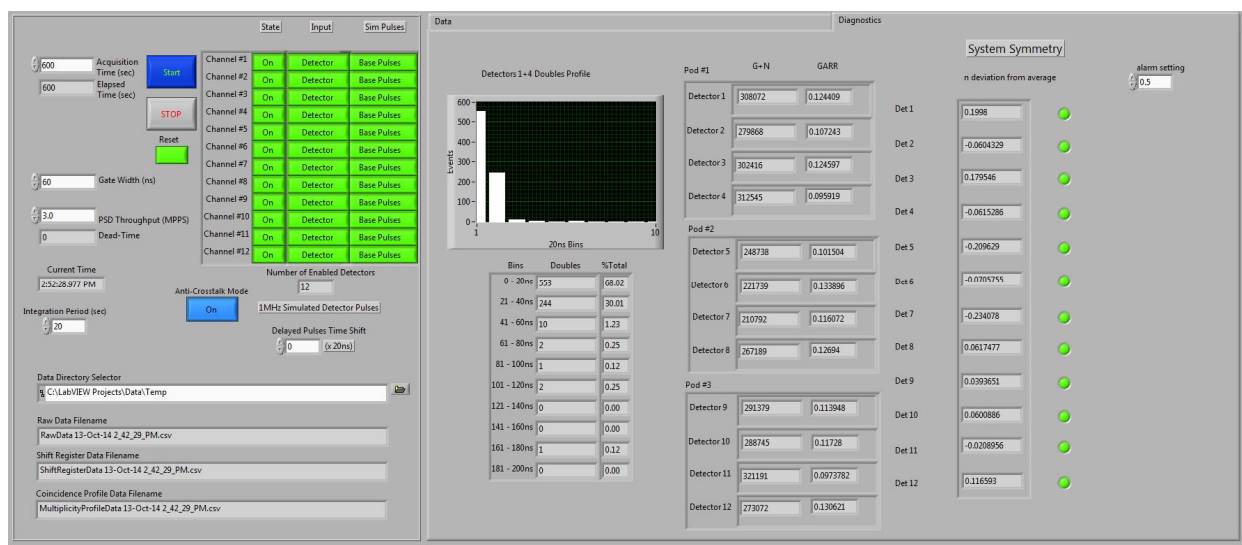 State Input Sim Pulses
600 Acquisition Time (sec)
600 Elapsed Time (sec)
Start
STOP
Reset
60 Gate Width (ns)
3.0 PSD Throughput (MPPS)
0 Dead-Time
Channel #1 On Detector Base Pulses
Channel #2 On Detector Base Pulses
Channel #3 On Detector Base Pulses
Channel #4 On Detector Base Pulses
Channel #5 On Detector Base Pulses
Channel #6 On Detector Base Pulses
Channel #7 On Detector Base Pulses
Channel #8 On Detector Base Pulses
Channel #9 On Detector Base Pulses
Channel #10 On Detector Base Pulses
Channel #11 On Detector Base Pulses
Channel #12 On Detector Base Pulses
Current Time
2:52:28.977 PM
Integration Period (sec)
20
Anti-Crosstalk Mode
On
Number of Enabled Detectors
12
1MHz Simulated Detector Pulses
Delayed Pulses Time Shift
0 (x 20ns)
Data Directory Selector
C:\LabVIEW Projects\Data\Temp
Raw Data Filename
RawData 13-Oct-14 2_42_29_PM.csv
Shift Register Data Filename
ShiftRegisterData 13-Oct-14 2_42_29_PM.csv
Coincidence Profile Data Filename
MultiplicityProfileData 13-Oct-14 2_42_29_PM.csv
Data Diagnostics
Detectors 1+4 Doubles Profile
Events
600
500
400
300
200
100
0
1 10
20ns Bins
Bins Doubles %Total
0 - 20ns 553 68.02
21 - 40ns 244 30.01
41 - 60ns 10 1.23
61 - 80ns 2 0.25
81 - 100ns 1 0.12
101 - 120ns 2 0.25
121 - 140ns 0 0.00
141 - 160ns 0 0.00
161 - 180ns 1 0.12
181 - 200ns 0 0.00
Pod #1 G+N GARR
Detector 1 308072 0.124409
Detector 2 279868 0.107243
Detector 3 302416 0.124597
Detector 4 312545 0.095919
Pod #2
Detector 5 248738 0.101504
Detector 6 221739 0.133896
Detector 7 210792 0.116072
Detector 8 267189 0.12694
Pod #3
Detector 9 291379 0.113948
Detector 10 288745 0.11728
Detector 11 321191 0.0973782
Detector 12 273072 0.130621
System Symmetry
n deviation from average
alarm setting
0.5
Det 1 0.1998
Det 2 -0.0604329
Det 3 0.179546
Det 4 -0.0615286
Det 5 -0.209629
Det 6 -0.0705755
Det 7 -0.234078
Det 8 0.0617477
Det 9 0.0393651
Det 10 0.0600886
Det 11 -0.0208956
Det 12 0.116593